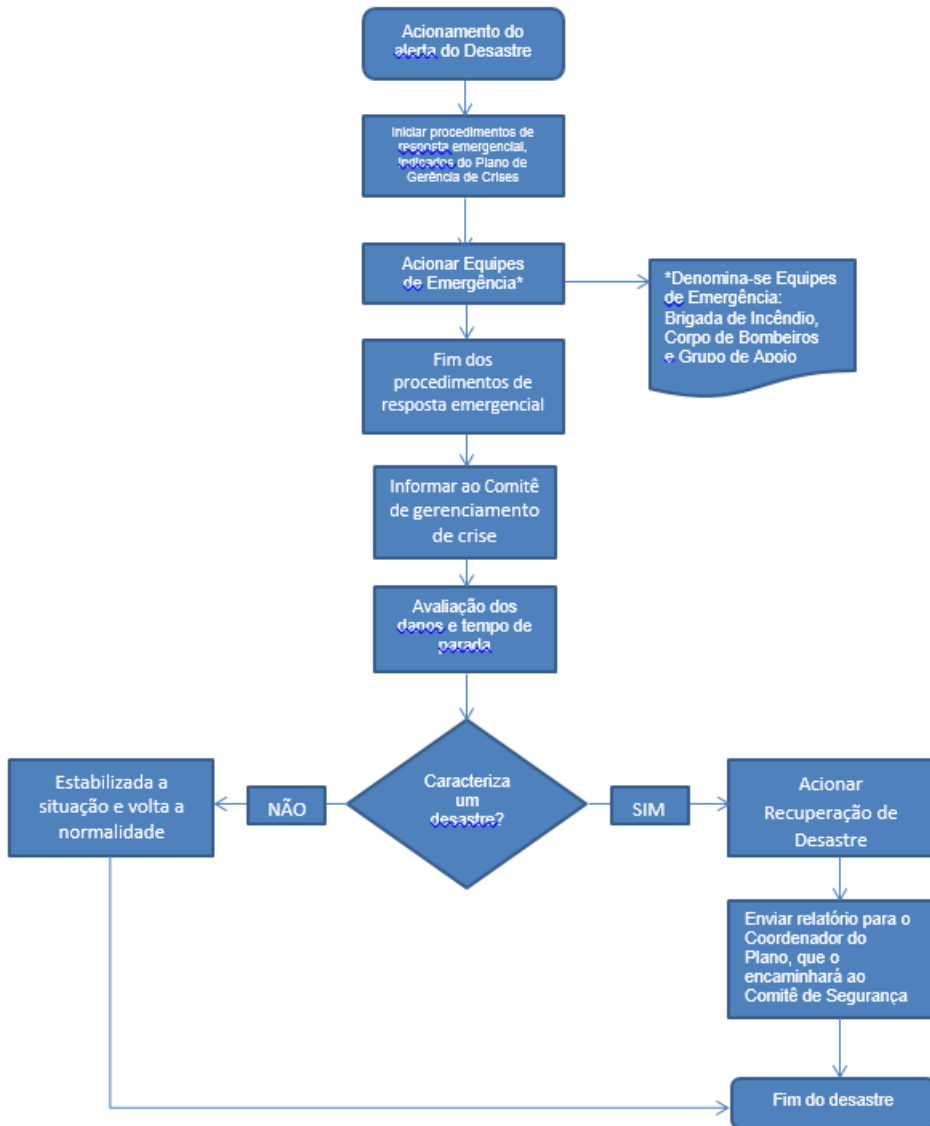 Acionamento do
alerta do Desastre
Iniciar procedimentos de
resposta emergencial,
Indicados do Plano de
Gerência de Crises
Acionar Equipes
de Emergência*
*Denomina-se Equipes
de Emergência:
Brigada de Incêndio,
Corpo de Bombeiros
e Grupo de Apoio
Fim dos
procedimentos de
resposta emergencial
Informar ao Comitê
de gerenciamento
de crise
Avaliação dos
danos e tempo de
parada
Caracteriza
um
desastre?
NÃO
SIM
Estabilizada a
situação e volta a
normalidade
Acionar
Recuperação de
Desastre
Enviar relatório para o
Coordenador do
Plano, que o
encaminhará ao
Comitê de Segurança
Fim do desastre